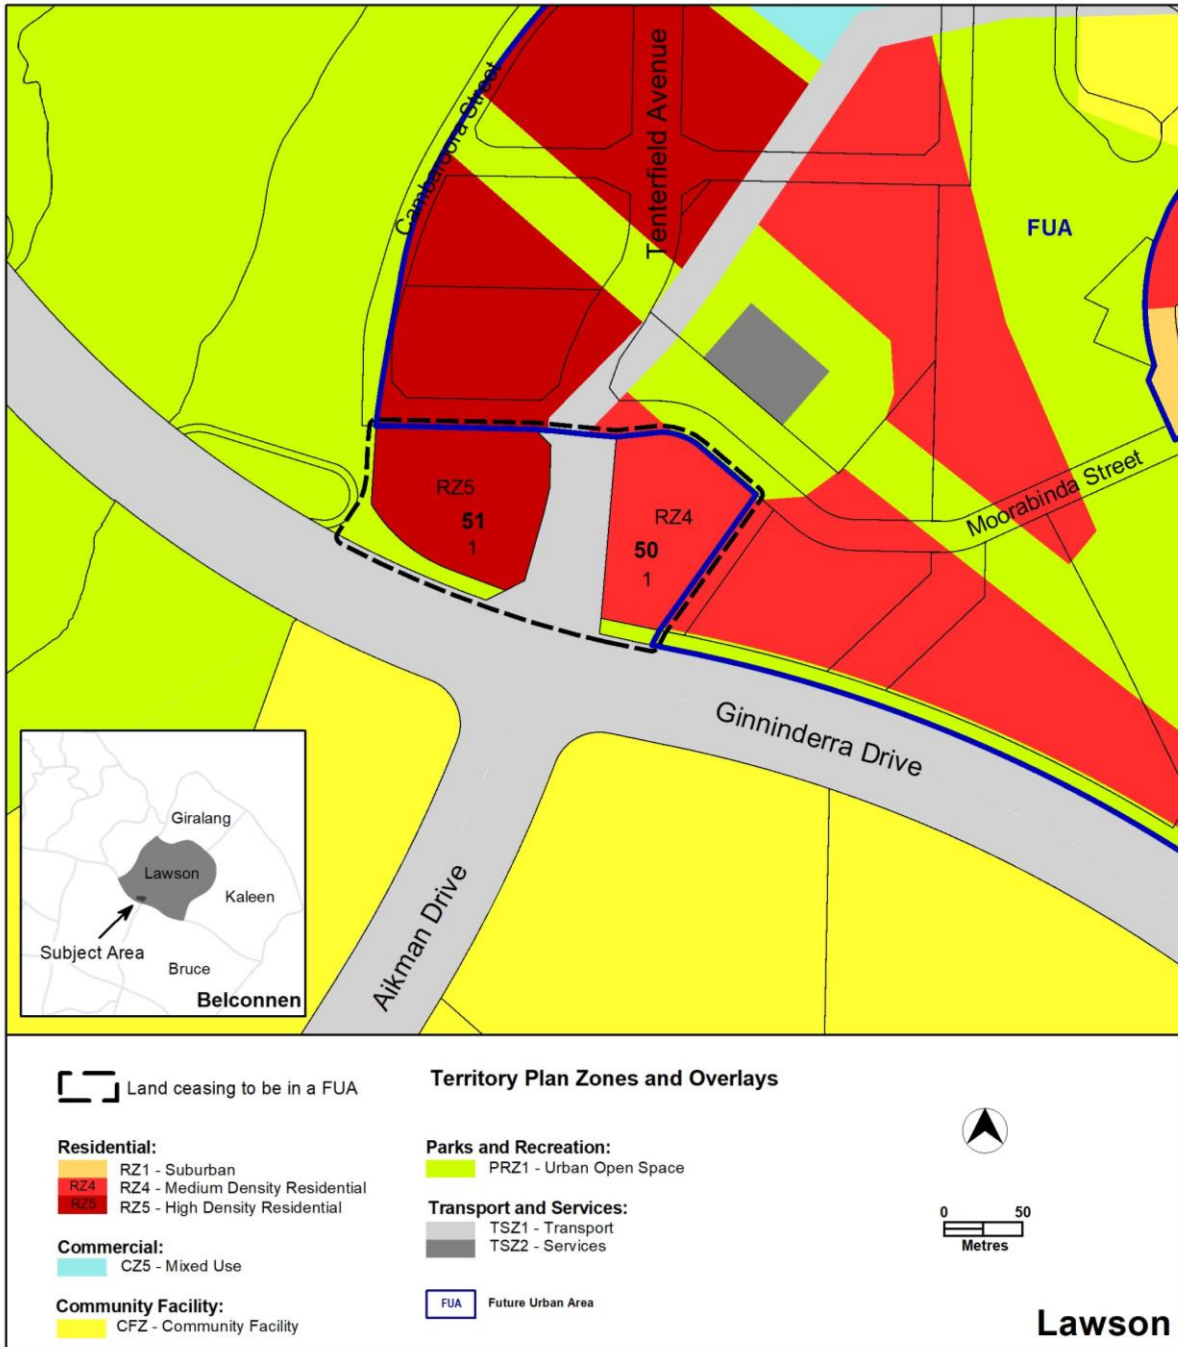 Cambaroora Street
Tenterfield Avenue
FUA
Moorabinda Street
RZ5
51
1
RZ4
50
1
Ginninderra Drive
Aikman Drive
Giralang
Lawson
Kaleen
Subject Area
Bruce
Belconnen
Land ceasing to be in a FUA
Territory Plan Zones and Overlays
Residential:
RZ1 - Suburban
RZ4 RZ4 - Medium Density Residential
RZ5 RZ5 - High Density Residential
Commercial:
CZ5 - Mixed Use
Community Facility:
CFZ - Community Facility
Parks and Recreation:
PRZ1 - Urban Open Space
Transport and Services:
TSZ1 - Transport
TSZ2 - Services
FUA Future Urban Area
0 50
Metres
Lawson